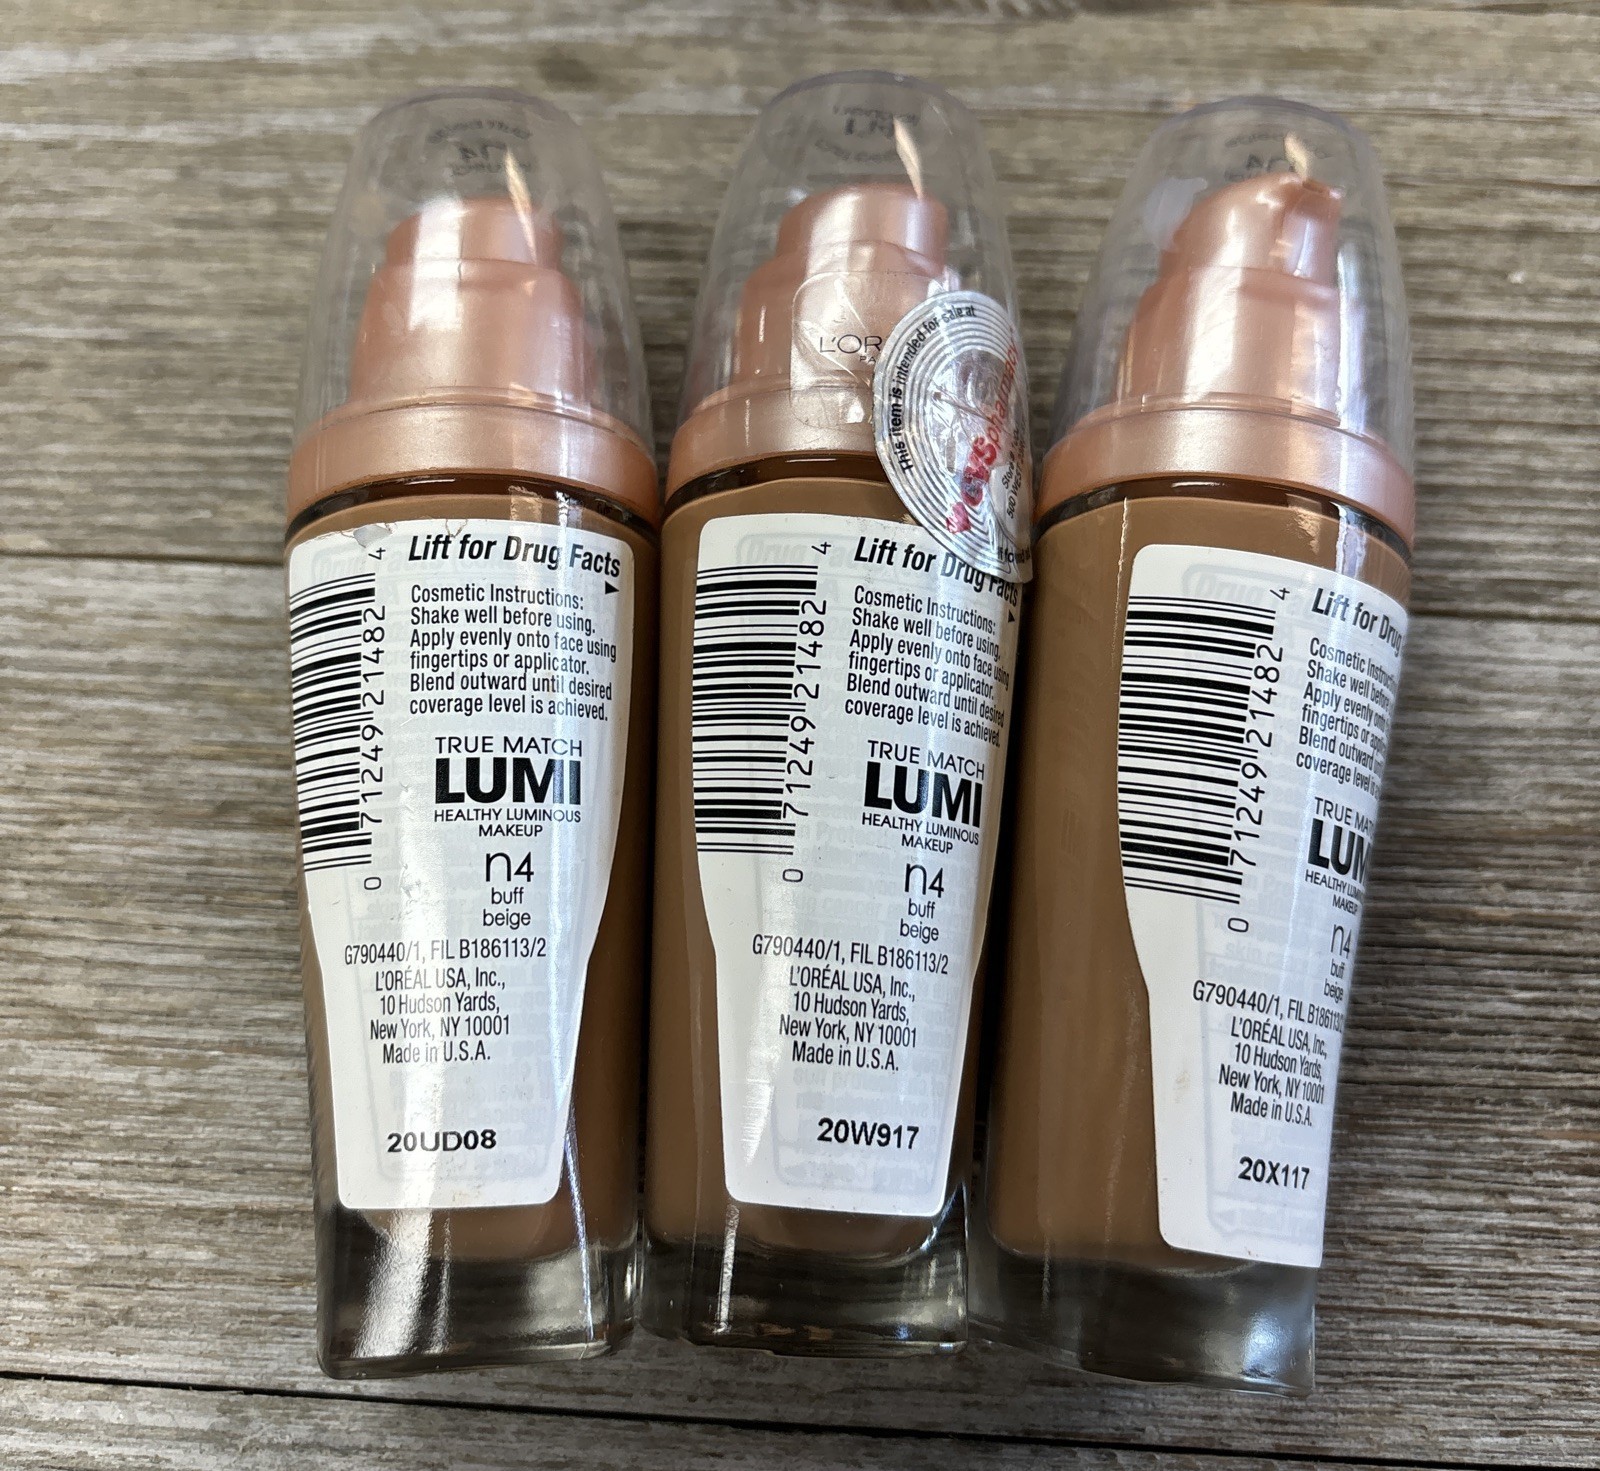 Lift for Drug Facts
Cosmetic Instructions:
Shake well before using.
Apply evenly onto face using
fingertips or applicator.
Blend outward until desired
coverage level is achieved.
TRUE MATCH
LUMI
HEALTHY LUMINOUS
MAKEUP
n4
buff
beige
G790440/1, FIL B186113/2
L'ORÉAL USA, Inc.,
10 Hudson Yards,
New York, NY 10001
Made in U.S.A.
20UD08
0 71249 21482 4
L'OR
This item is intended for sale at
CVSpharmacy
Lift for Drug Facts
Cosmetic Instructions:
Shake well before using.
Apply evenly onto face using
fingertips or applicator.
Blend outward until desired
coverage level is achieved.
TRUE MATCH
LUMI
HEALTHY LUMINOUS
MAKEUP
n4
buff
beige
G790440/1, FIL B186113/2
L'ORÉAL USA, Inc.,
10 Hudson Yards,
New York, NY 10001
Made in U.S.A.
20W917
0 71249 21482 4
Lift for Drug
Cosmetic
Shake well before
Apply evenly
fingertips or
Blend outward
coverage level
TRUE
LUM
HEALTHY
MAKEUP
n4
buff
beige
G790440/1, FIL B186113
L'ORÉAL USA, Inc.,
10 Hudson Yards,
New York, NY 10001
Made in U.S.A.
20X117
0 71249 21482 4